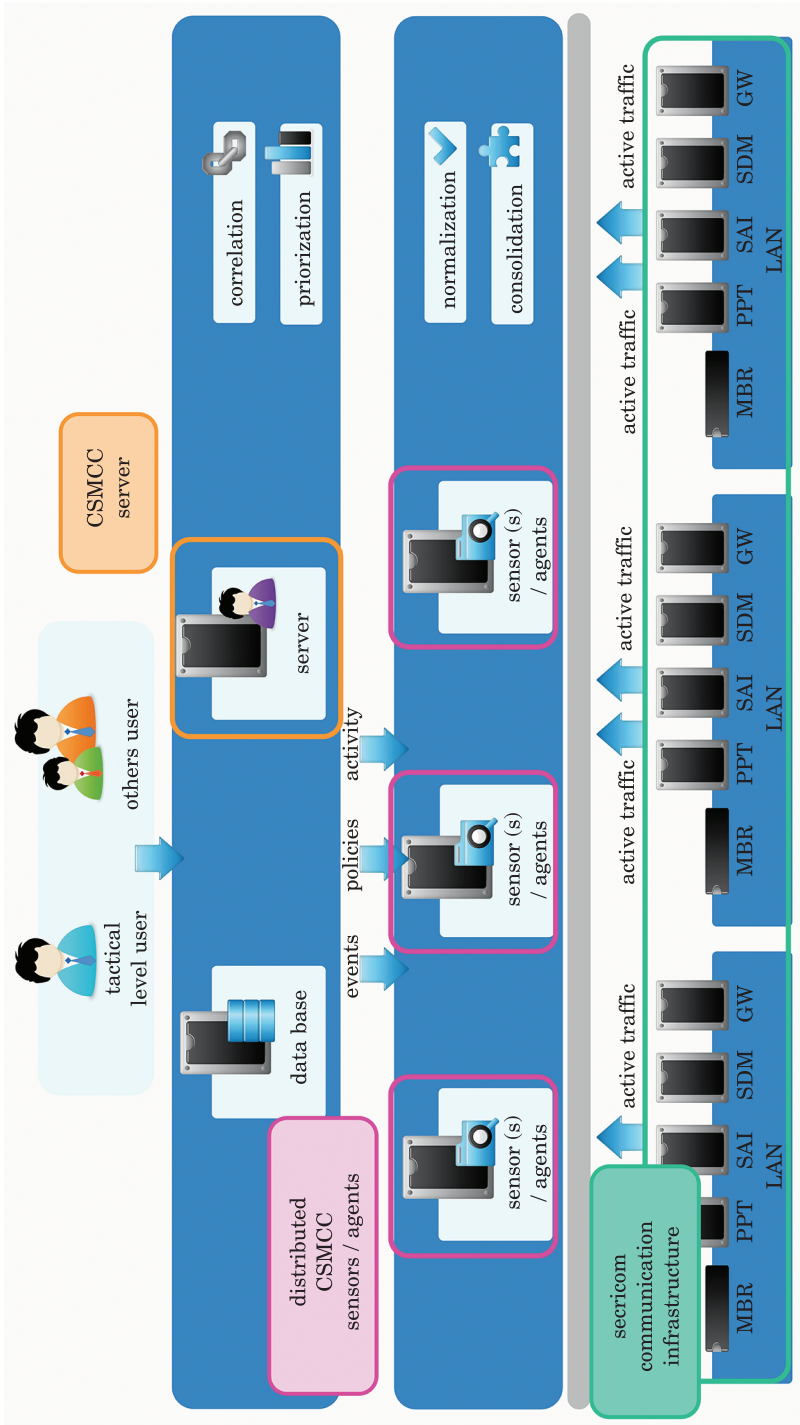 tactical
level user
others user
CSMCC
server
data base
server
correlation
priorization
distributed
CSMCC
sensors / agents
events
policies
activity
sensor (s)
/ agents
sensor (s)
/ agents
sensor (s)
/ agents
normalization
consolidation
secricom
communication
infrastructure
active traffic
active traffic
active traffic
active traffic
active traffic
MBR
PPT
SAI
SDM
GW
LAN
MBR
PPT
SAI
SDM
GW
LAN
MBR
PPT
SAI
SDM
GW
LAN